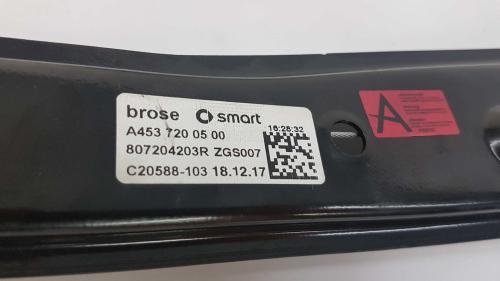 brose smart
16:28:32
A453 720 05 00
807204203R ZGS007
C20588-103 18.12.17
A